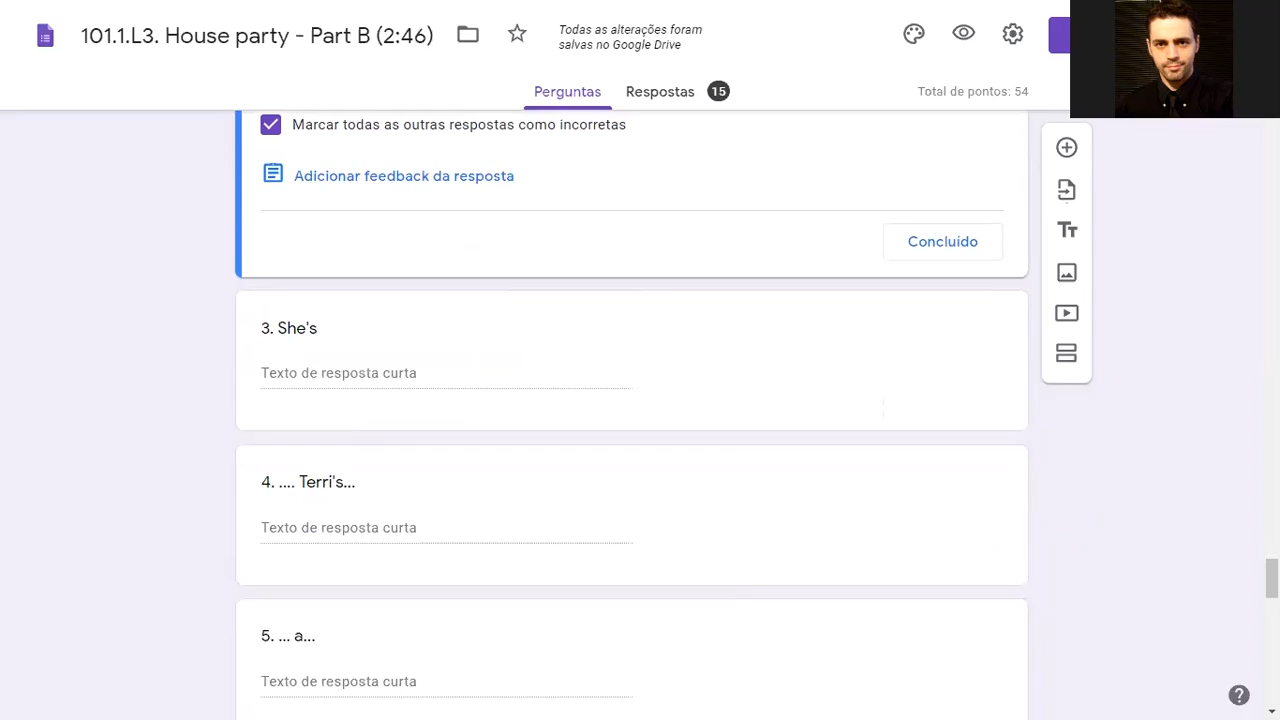 101.1.L3. House party - Part B (2:46)
Todas as alterações foram
salvas no Google Drive
Perguntas
Respostas 15
Total de pontos: 54
Marcar todas as outras respostas como incorretas
Adicionar feedback da resposta
Concluído
3. She's
Texto de resposta curta
4. .... Terri's...
Texto de resposta curta
5. ... a...
Texto de resposta curta